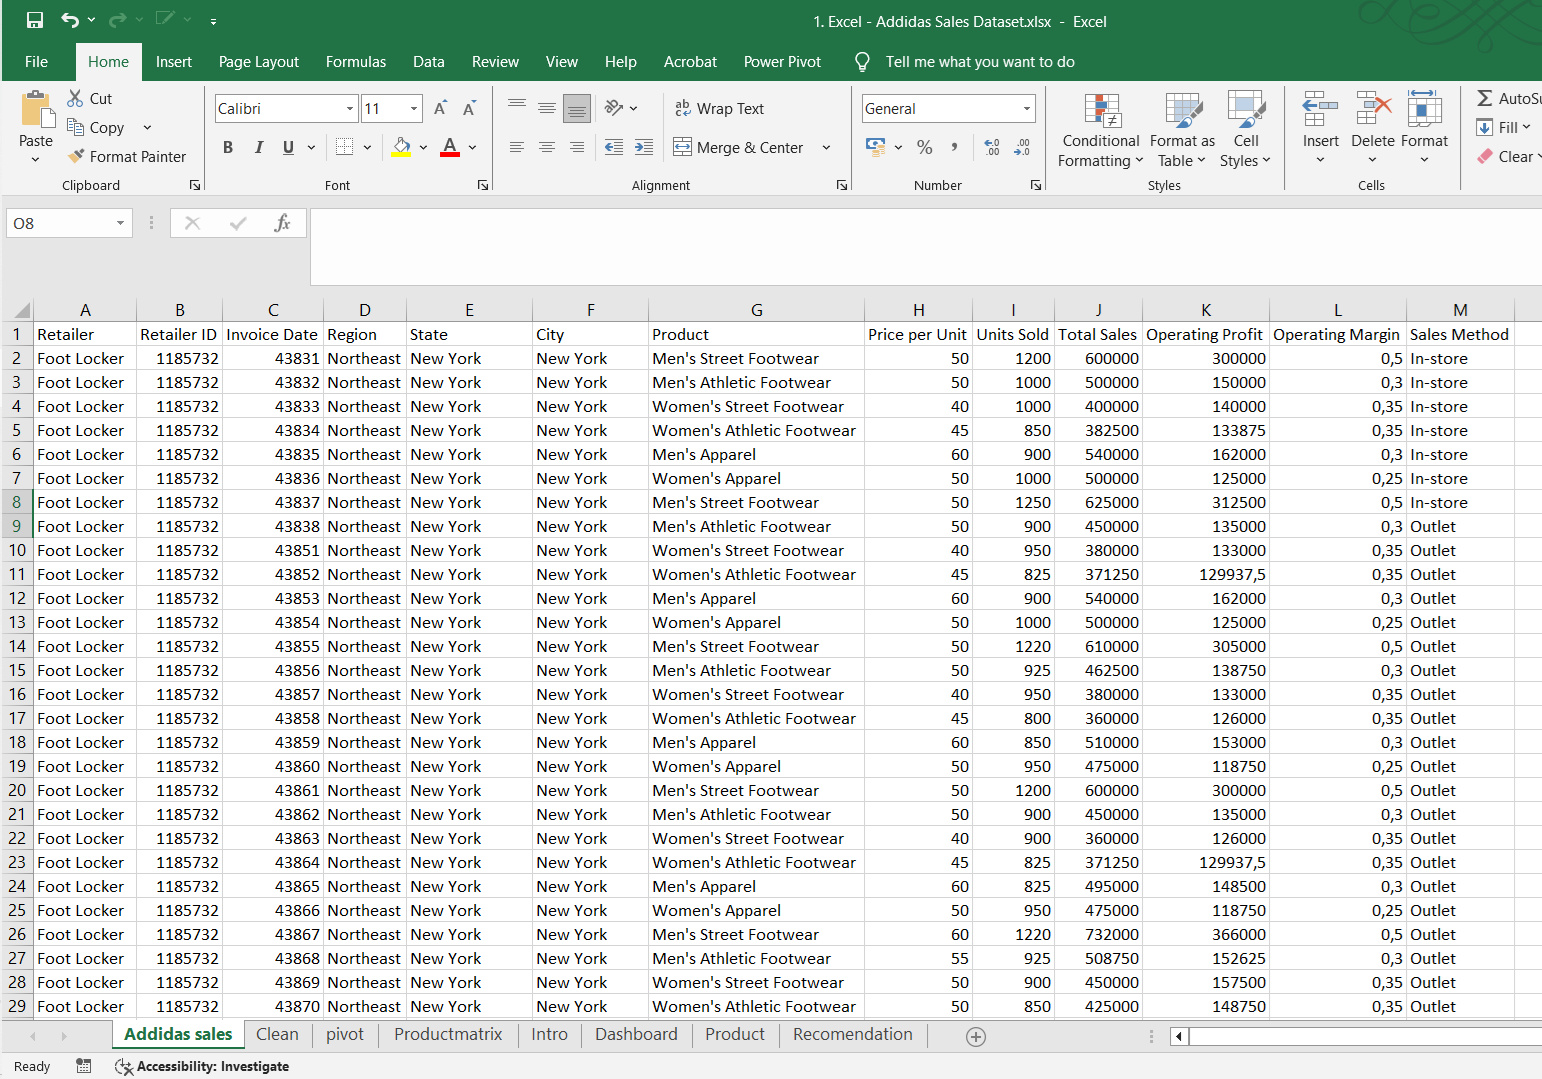 1. Excel - Addidas Sales Dataset.xlsx - Excel
File Home Insert Page Layout Formulas Data Review View Help Acrobat Power Pivot Tell me what you want to do
Paste
Cut
Copy
Format Painter
Clipboard
Calibri 11 A A
B I U A
Font
ab Wrap Text
Merge & Center
Alignment
General
% , .00 .00
Number
Conditional Formatting
Format as Table
Cell Styles
Styles
Insert Delete Format
Cells
Fill
Clear
O8 fx
A B C D E F G H I J K L M
1 Retailer Retailer ID Invoice Date Region State City Product Price per Unit Units Sold Total Sales Operating Profit Operating Margin Sales Method
2 Foot Locker 1185732 43831 Northeast New York New York Men's Street Footwear 50 1200 600000 300000 0,5 In-store
3 Foot Locker 1185732 43832 Northeast New York New York Men's Athletic Footwear 50 1000 500000 150000 0,3 In-store
4 Foot Locker 1185732 43833 Northeast New York New York Women's Street Footwear 40 1000 400000 140000 0,35 In-store
5 Foot Locker 1185732 43834 Northeast New York New York Women's Athletic Footwear 45 850 382500 133875 0,35 In-store
6 Foot Locker 1185732 43835 Northeast New York New York Men's Apparel 60 900 540000 162000 0,3 In-store
7 Foot Locker 1185732 43836 Northeast New York New York Women's Apparel 50 1000 500000 125000 0,25 In-store
8 Foot Locker 1185732 43837 Northeast New York New York Men's Street Footwear 50 1250 625000 312500 0,5 In-store
9 Foot Locker 1185732 43838 Northeast New York New York Men's Athletic Footwear 50 900 450000 135000 0,3 Outlet
10 Foot Locker 1185732 43851 Northeast New York New York Women's Street Footwear 40 950 380000 133000 0,35 Outlet
11 Foot Locker 1185732 43852 Northeast New York New York Women's Athletic Footwear 45 825 371250 129937,5 0,35 Outlet
12 Foot Locker 1185732 43853 Northeast New York New York Men's Apparel 60 900 540000 162000 0,3 Outlet
13 Foot Locker 1185732 43854 Northeast New York New York Women's Apparel 50 1000 500000 125000 0,25 Outlet
14 Foot Locker 1185732 43855 Northeast New York New York Men's Street Footwear 50 1220 610000 305000 0,5 Outlet
15 Foot Locker 1185732 43856 Northeast New York New York Men's Athletic Footwear 50 925 462500 138750 0,3 Outlet
16 Foot Locker 1185732 43857 Northeast New York New York Women's Street Footwear 40 950 380000 133000 0,35 Outlet
17 Foot Locker 1185732 43858 Northeast New York New York Women's Athletic Footwear 45 800 360000 126000 0,35 Outlet
18 Foot Locker 1185732 43859 Northeast New York New York Men's Apparel 60 850 510000 153000 0,3 Outlet
19 Foot Locker 1185732 43860 Northeast New York New York Women's Apparel 50 950 475000 118750 0,25 Outlet
20 Foot Locker 1185732 43861 Northeast New York New York Men's Street Footwear 50 1200 600000 300000 0,5 Outlet
21 Foot Locker 1185732 43862 Northeast New York New York Men's Athletic Footwear 50 900 450000 135000 0,3 Outlet
22 Foot Locker 1185732 43863 Northeast New York New York Women's Street Footwear 40 900 360000 126000 0,35 Outlet
23 Foot Locker 1185732 43864 Northeast New York New York Women's Athletic Footwear 45 825 371250 129937,5 0,35 Outlet
24 Foot Locker 1185732 43865 Northeast New York New York Men's Apparel 60 825 495000 148500 0,3 Outlet
25 Foot Locker 1185732 43866 Northeast New York New York Women's Apparel 50 950 475000 118750 0,25 Outlet
26 Foot Locker 1185732 43867 Northeast New York New York Men's Street Footwear 60 1220 732000 366000 0,5 Outlet
27 Foot Locker 1185732 43868 Northeast New York New York Men's Athletic Footwear 55 925 508750 152625 0,3 Outlet
28 Foot Locker 1185732 43869 Northeast New York New York Women's Street Footwear 50 900 450000 157500 0,35 Outlet
29 Foot Locker 1185732 43870 Northeast New York New York Women's Athletic Footwear 50 850 425000 148750 0,35 Outlet
Addidas sales Clean pivot Productmatrix Intro Dashboard Product Recomendation
Ready Accessibility: Investigate